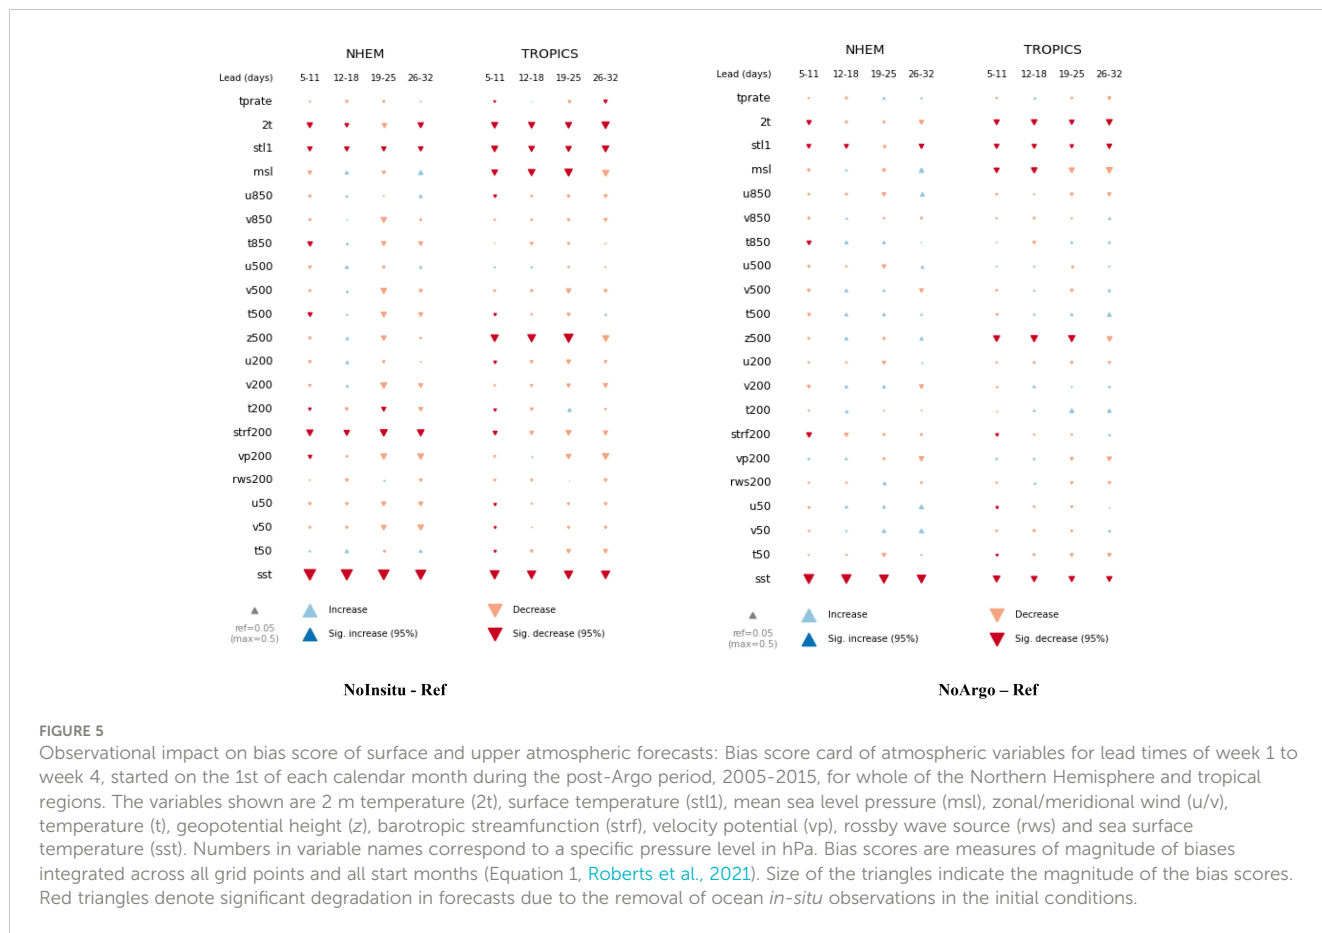 NHEM TROPICS
Lead (days) 5-11 12-18 19-25 26-32 5-11 12-18 19-25 26-32
tprate
2t
stl1
msl
u850
v850
t850
u500
v500
t500
z500
u200
v200
t200
strf200
vp200
rws200
u50
v50
t50
sst
ref=0.05
(max=0.5)
Increase
Decrease
Sig. increase (95%)
Sig. decrease (95%)
NoInsitu - Ref
NHEM TROPICS
Lead (days) 5-11 12-18 19-25 26-32 5-11 12-18 19-25 26-32
tprate
2t
stl1
msl
u850
v850
t850
u500
v500
t500
z500
u200
v200
t200
strf200
vp200
rws200
u50
v50
t50
sst
ref=0.05
(max=0.5)
Increase
Decrease
Sig. increase (95%)
Sig. decrease (95%)
NoArgo – Ref
FIGURE 5
Observational impact on bias score of surface and upper atmospheric forecasts: Bias score card of atmospheric variables for lead times of week 1 to
week 4, started on the 1st of each calendar month during the post-Argo period, 2005-2015, for whole of the Northern Hemisphere and tropical
regions. The variables shown are 2 m temperature (2t), surface temperature (stl1), mean sea level pressure (msl), zonal/meridional wind (u/v),
temperature (t), geopotential height (z), barotropic streamfunction (strf), velocity potential (vp), rossby wave source (rws) and sea surface
temperature (sst). Numbers in variable names correspond to a specific pressure level in hPa. Bias scores are measures of magnitude of biases
integrated across all grid points and all start months (Equation 1, Roberts et al., 2021). Size of the triangles indicate the magnitude of the bias scores.
Red triangles denote significant degradation in forecasts due to the removal of ocean in-situ observations in the initial conditions.